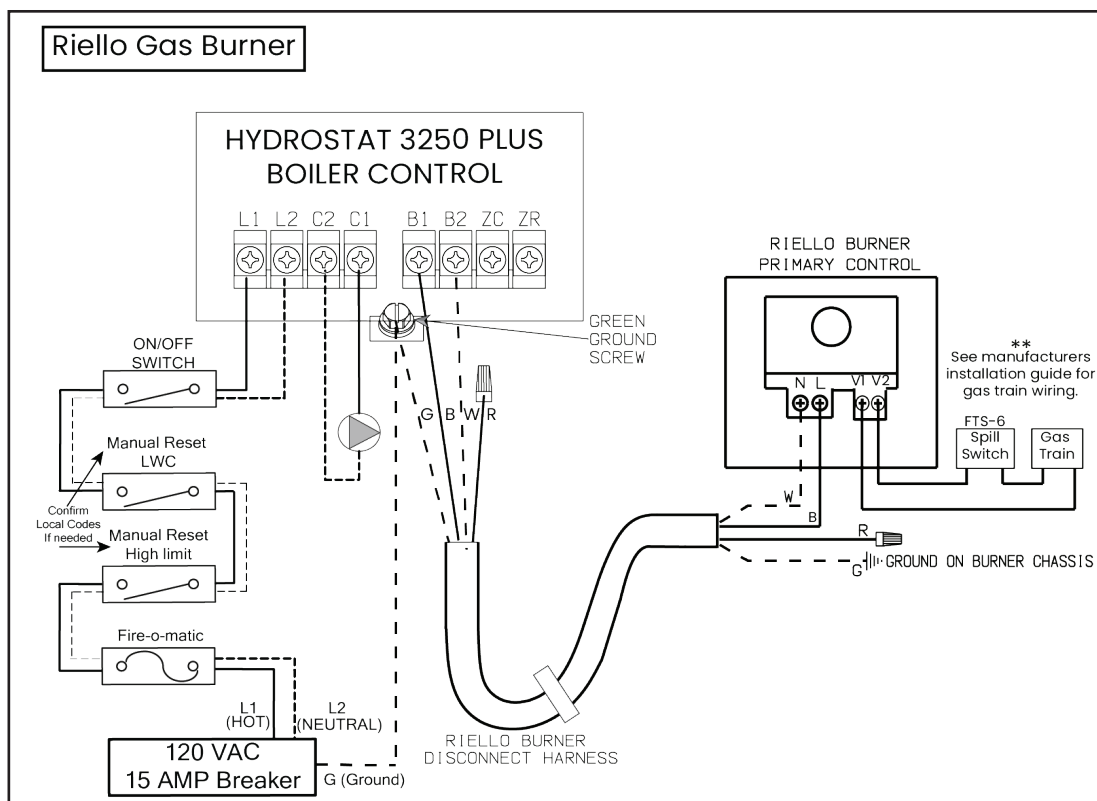 Riello Gas Burner
HYDROSTAT 3250 PLUS
BOILER CONTROL
L1 L2 C2 C1 B1 B2 ZC ZR
GREEN
GROUND
SCREW
ON/OFF
SWITCH
Manual Reset
LWC
Confirm
Local Codes
If needed
Manual Reset
High limit
Fire-o-matic
L1
(HOT)
L2
(NEUTRAL)
120 VAC
15 AMP Breaker
G (Ground)
G B W R
RIELLO BURNER
DISCONNECT HARNESS
RIELLO BURNER
PRIMARY CONTROL
N L V1 V2
**
See manufacturers
installation guide for
gas train wiring.
FTS-6
Spill
Switch
Gas
Train
W
B
R
G
GROUND ON BURNER CHASSIS